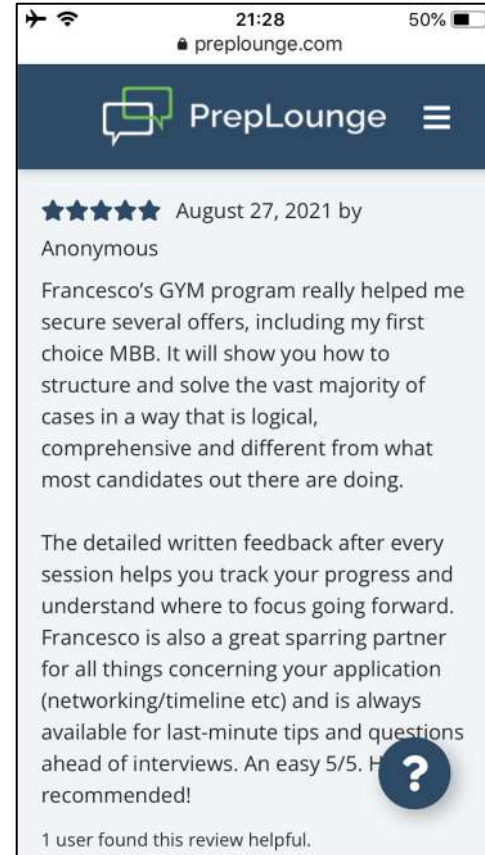 21:28
50%
preplounge.com
PrepLounge
August 27, 2021 by
Anonymous
Francesco’s GYM program really helped me
secure several offers, including my first
choice MBB. It will show you how to
structure and solve the vast majority of
cases in a way that is logical,
comprehensive and different from what
most candidates out there are doing.
The detailed written feedback after every
session helps you track your progress and
understand where to focus going forward.
Francesco is also a great sparring partner
for all things concerning your application
(networking/timeline etc) and is always
available for last-minute tips and questions
ahead of interviews. An easy 5/5.
?
recommended!
1 user found this review helpful.